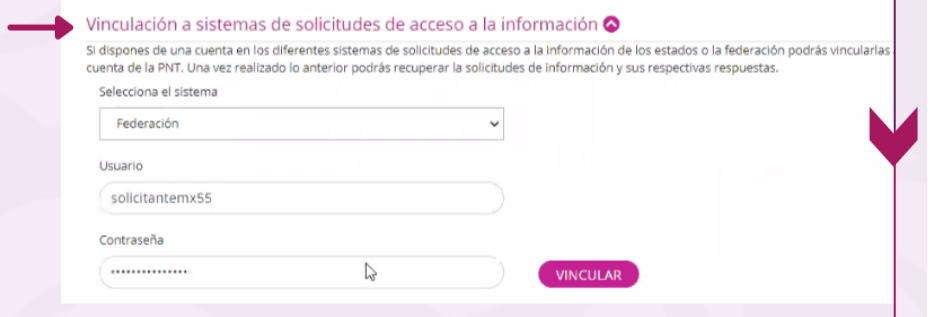 Vinculación a sistemas de solicitudes de acceso a la información
Si dispones de una cuenta en los diferentes sistemas de solicitudes de acceso a la información de los estados o la federación podrás vincularlas
cuenta de la PNT. Una vez realizado lo anterior podrás recuperar la solicitudes de información y sus respectivas respuestas.
Selecciona el sistema
Federación
Usuario
solicitantemx55
Contraseña
•••••••••••••••
VINCULAR